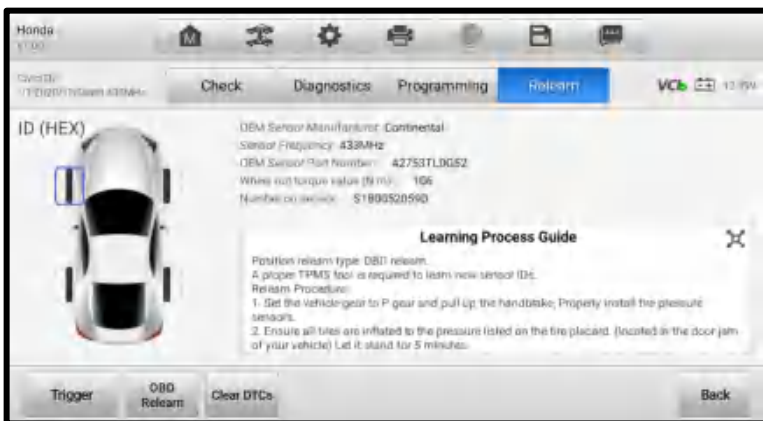 Honda
Check Diagnostics Programming Relearn VCI
ID (HEX)
OEM Sensor Manufacturer: Continental
Sensor Frequency: 433MHz
OEM Sensor Part Number:
Wheel nut torque value (N·m): 106
Number on sensor:
Learning Process Guide
Position relearn type: OBD relearn.
A proper TPMS tool is required to learn new sensor IDs.
Relearn Procedure:
1. Set the vehicle gear to P gear and pull up the handbrake; Properly install the pressure
sensors.
2. Ensure all tires are inflated to the pressure listed on the tire placard. (located in the door jam
of your vehicle) Let it stand for 5 minutes.
Trigger
OBD
Relearn
Clear DTCs
Back